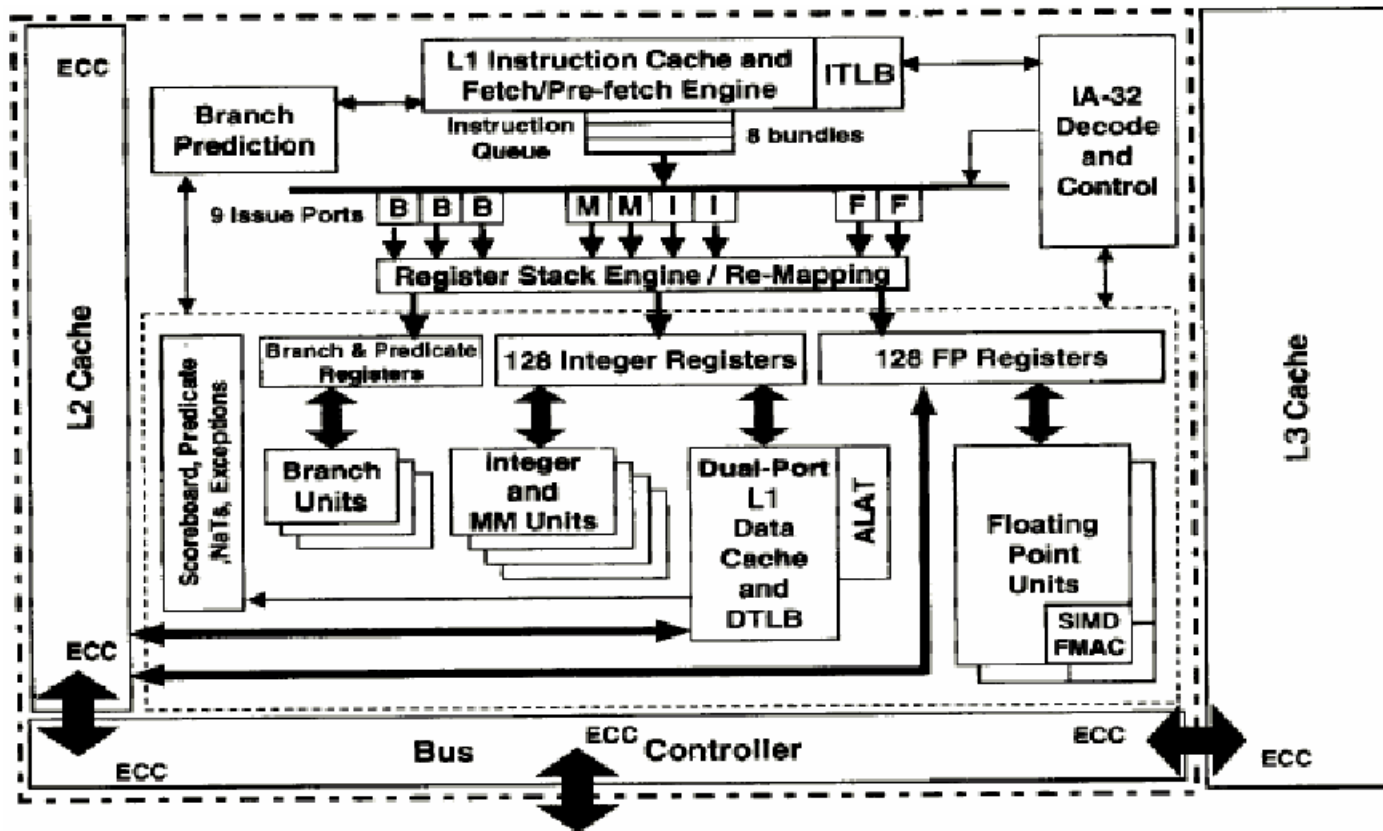 ECC
L1 Instruction Cache and
Fetch/Pre-fetch Engine
ITLB
IA-32
Decode
and
Control
Branch
Prediction
Instruction
Queue
8 bundles
9 Issue Ports
B B B M M I I F F
Register Stack Engine / Re-Mapping
L2 Cache
L3 Cache
Scoreboard, Predicate
,NaTs, Exceptions
Branch & Predicate
Registers
128 Integer Registers
128 FP Registers
Branch
Units
Integer
and
MM Units
Dual-Port
L1
Data
Cache
and
DTLB
ALAT
Floating
Point
Units
SIMD
FMAC
ECC
Bus Controller
ECC
ECC
ECC
ECC